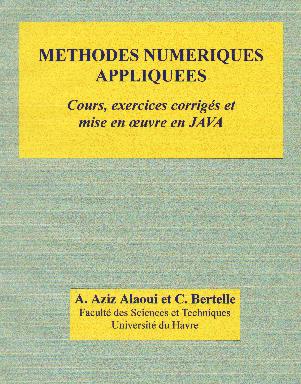 METHODES NUMERIQUES
APPLIQUEES
Cours, exercices corrigés et
mise en œuvre en JAVA
A. Aziz Alaoui et C. Bertelle
Faculté des Sciences et Techniques
Université du Havre